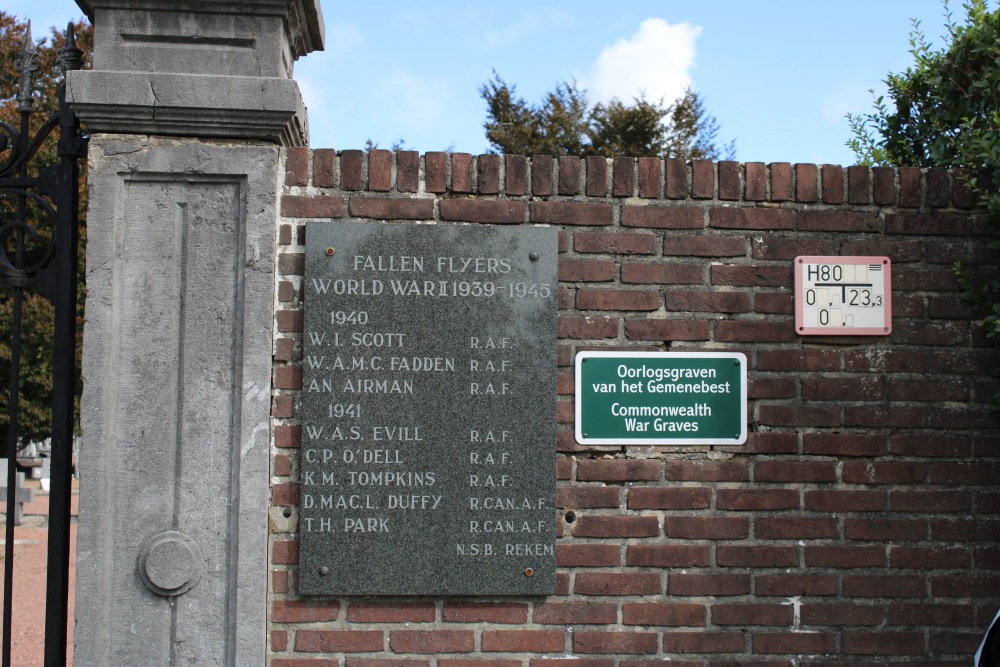 FALLEN FLYERS
WORLD WAR II 1939-1945
1940
W. I. SCOTT R.A.F.
W.A.M.C. FADDEN R.A.F.
AN AIRMAN R.A.F.
1941
W.A.S. EVILL R.A.F.
C.P. O'DELL R.A.F.
K.M. TOMPKINS R.A.F.
D.MAC.L. DUFFY R.CAN.A.F.
T.H. PARK R.CAN.A.F.
N.S.B. REKEM
Oorlogsgraven
van het Gemenebest
Commonwealth
War Graves
H80
0, 23,3
0,